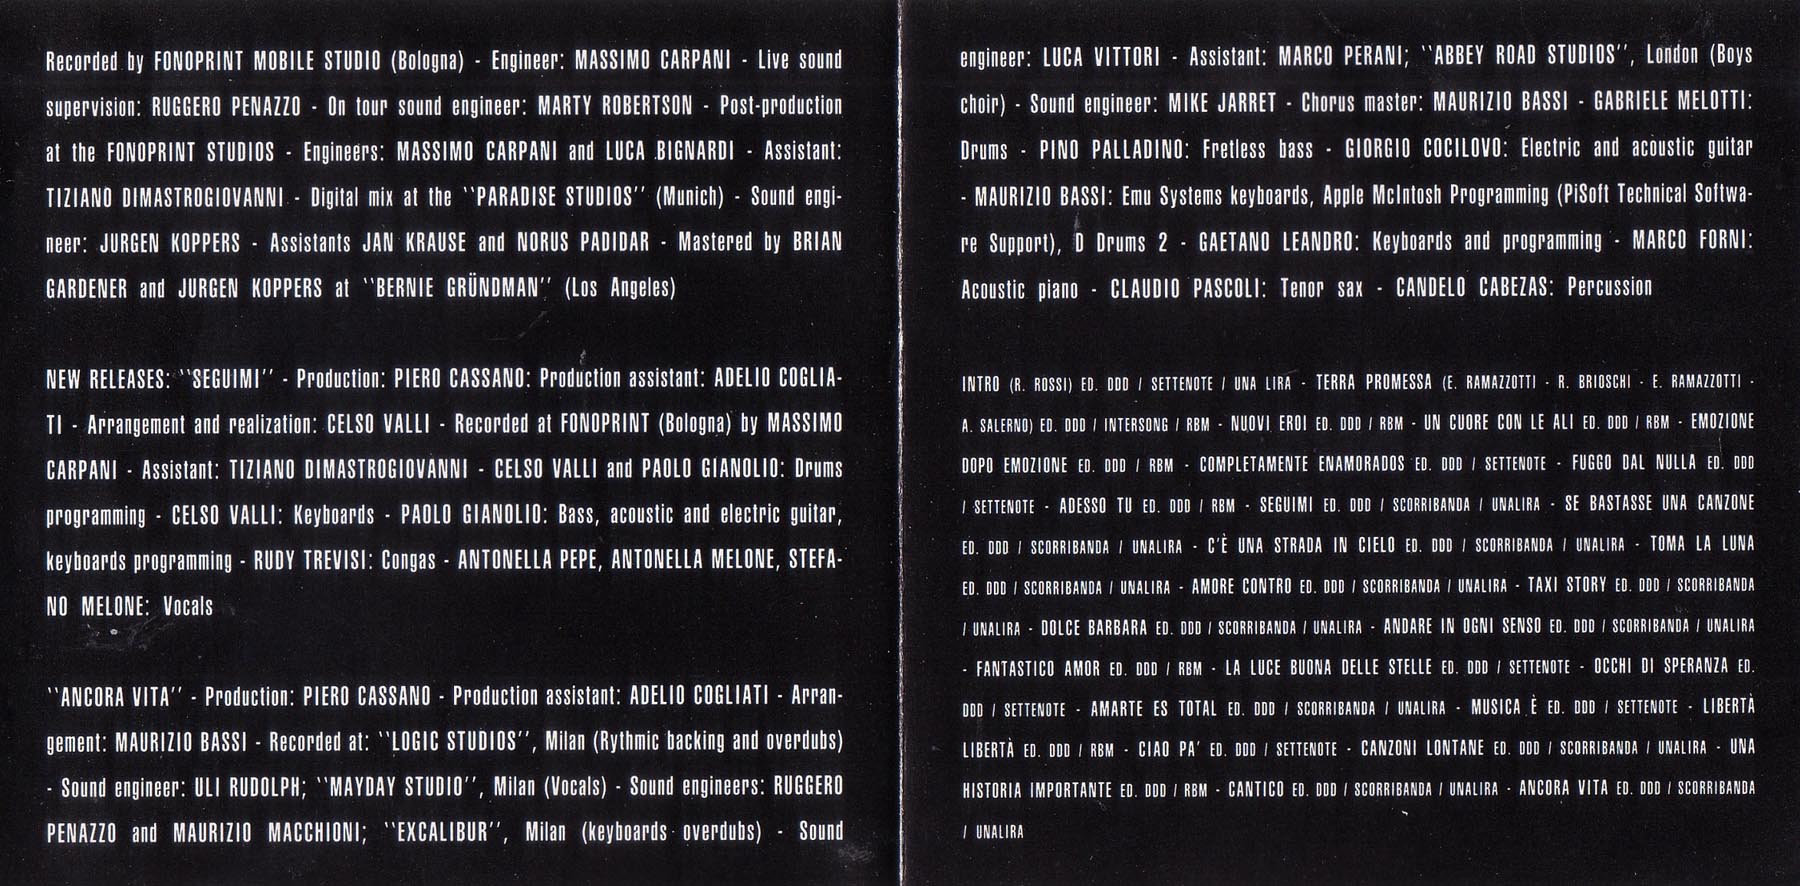 Recorded by FONOPRINT MOBILE STUDIO (Bologna) - Engineer: MASSIMO CARPANI - Live sound
supervision: RUGGERO PENAZZO - On tour sound engineer: MARTY ROBERTSON - Post-production
at the FONOPRINT STUDIOS - Engineers: MASSIMO CARPANI and LUCA BIGNARDI - Assistant:
TIZIANO DIMASTROGIOVANNI - Digital mix at the ``PARADISE STUDIOS'' (Munich) - Sound engi-
neer: JURGEN KOPPERS - Assistants JAN KRAUSE and NORUS PADIDAR - Mastered by BRIAN
GARDENER and JURGEN KOPPERS at ``BERNIE GRÜNDMAN'' (Los Angeles)
NEW RELEASES: ``SEGUIMI'' - Production: PIERO CASSANO: Production assistant: ADELIO COGLIA-
TI - Arrangement and realization: CELSO VALLI - Recorded at FONOPRINT (Bologna) by MASSIMO
CARPANI - Assistant: TIZIANO DIMASTROGIOVANNI - CELSO VALLI and PAOLO GIANOLIO: Drums
programming - CELSO VALLI: Keyboards - PAOLO GIANOLIO: Bass, acoustic and electric guitar,
keyboards programming - RUDY TREVISI: Congas - ANTONELLA PEPE, ANTONELLA MELONE, STEFA-
NO MELONE: Vocals
``ANCORA VITA'' - Production: PIERO CASSANO - Production assistant: ADELIO COGLIATI - Arran-
gement: MAURIZIO BASSI - Recorded at: ``LOGIC STUDIOS'', Milan (Rythmic backing and overdubs)
- Sound engineer: ULI RUDOLPH; ``MAYDAY STUDIO'', Milan (Vocals) - Sound engineers: RUGGERO
PENAZZO and MAURIZIO MACCHIONI; ``EXCALIBUR'', Milan (keyboards overdubs) - Sound
engineer: LUCA VITTORI - Assistant: MARCO PERANI; ``ABBEY ROAD STUDIOS'', London (Boys
choir) - Sound engineer: MIKE JARRET - Chorus master: MAURIZIO BASSI - GABRIELE MELOTTI:
Drums - PINO PALLADINO: Fretless bass - GIORGIO COCILOVO: Electric and acoustic guitar
- MAURIZIO BASSI: Emu Systems keyboards, Apple McIntosh Programming (PiSoft Technical Softwa-
re Support), D Drums 2 - GAETANO LEANDRO: Keyboards and programming - MARCO FORNI:
Acoustic piano - CLAUDIO PASCOLI: Tenor sax - CANDELO CABEZAS: Percussion
INTRO (R. ROSSI) ED. DDD / SETTENOTE / UNA LIRA - TERRA PROMESSA (E. RAMAZZOTTI - R. BRIOSCHI - E. RAMAZZOTTI -
A. SALERNO) ED. DDD / INTERSONG / RBM - NUOVI EROI ED. DDD / RBM - UN CUORE CON LE ALI ED. DDD / RBM - EMOZIONE
DOPO EMOZIONE ED. DDD / RBM - COMPLETAMENTE ENAMORADOS ED. DDD / SETTENOTE - FUGGO DAL NULLA ED. DDD
/ SETTENOTE - ADESSO TU ED. DDD / RBM - SEGUIMI ED. DDD / SCORRIBANDA / UNALIRA - SE BASTASSE UNA CANZONE
ED. DDD / SCORRIBANDA / UNALIRA - C'È UNA STRADA IN CIELO ED. DDD / SCORRIBANDA / UNALIRA - TOMA LA LUNA
ED. DDD / SCORRIBANDA / UNALIRA - AMORE CONTRO ED. DDD / SCORRIBANDA / UNALIRA - TAXI STORY ED. DDD / SCORRIBANDA
/ UNALIRA - DOLCE BARBARA ED. DDD / SCORRIBANDA / UNALIRA - ANDARE IN OGNI SENSO ED. DDD / SCORRIBANDA / UNALIRA
- FANTASTICO AMOR ED. DDD / RBM - LA LUCE BUONA DELLE STELLE ED. DDD / SETTENOTE - OCCHI DI SPERANZA ED.
DDD / SETTENOTE - AMARTE ES TOTAL ED. DDD / SCORRIBANDA / UNALIRA - MUSICA È ED. DDD / SETTENOTE - LIBERTÀ
LIBERTÀ ED. DDD / RBM - CIAO PA' ED. DDD / SETTENOTE - CANZONI LONTANE ED. DDD / SCORRIBANDA / UNALIRA - UNA
HISTORIA IMPORTANTE ED. DDD / RBM - CANTICO ED. DDD / SCORRIBANDA / UNALIRA - ANCORA VITA ED. DDD / SCORRIBANDA
/ UNALIRA